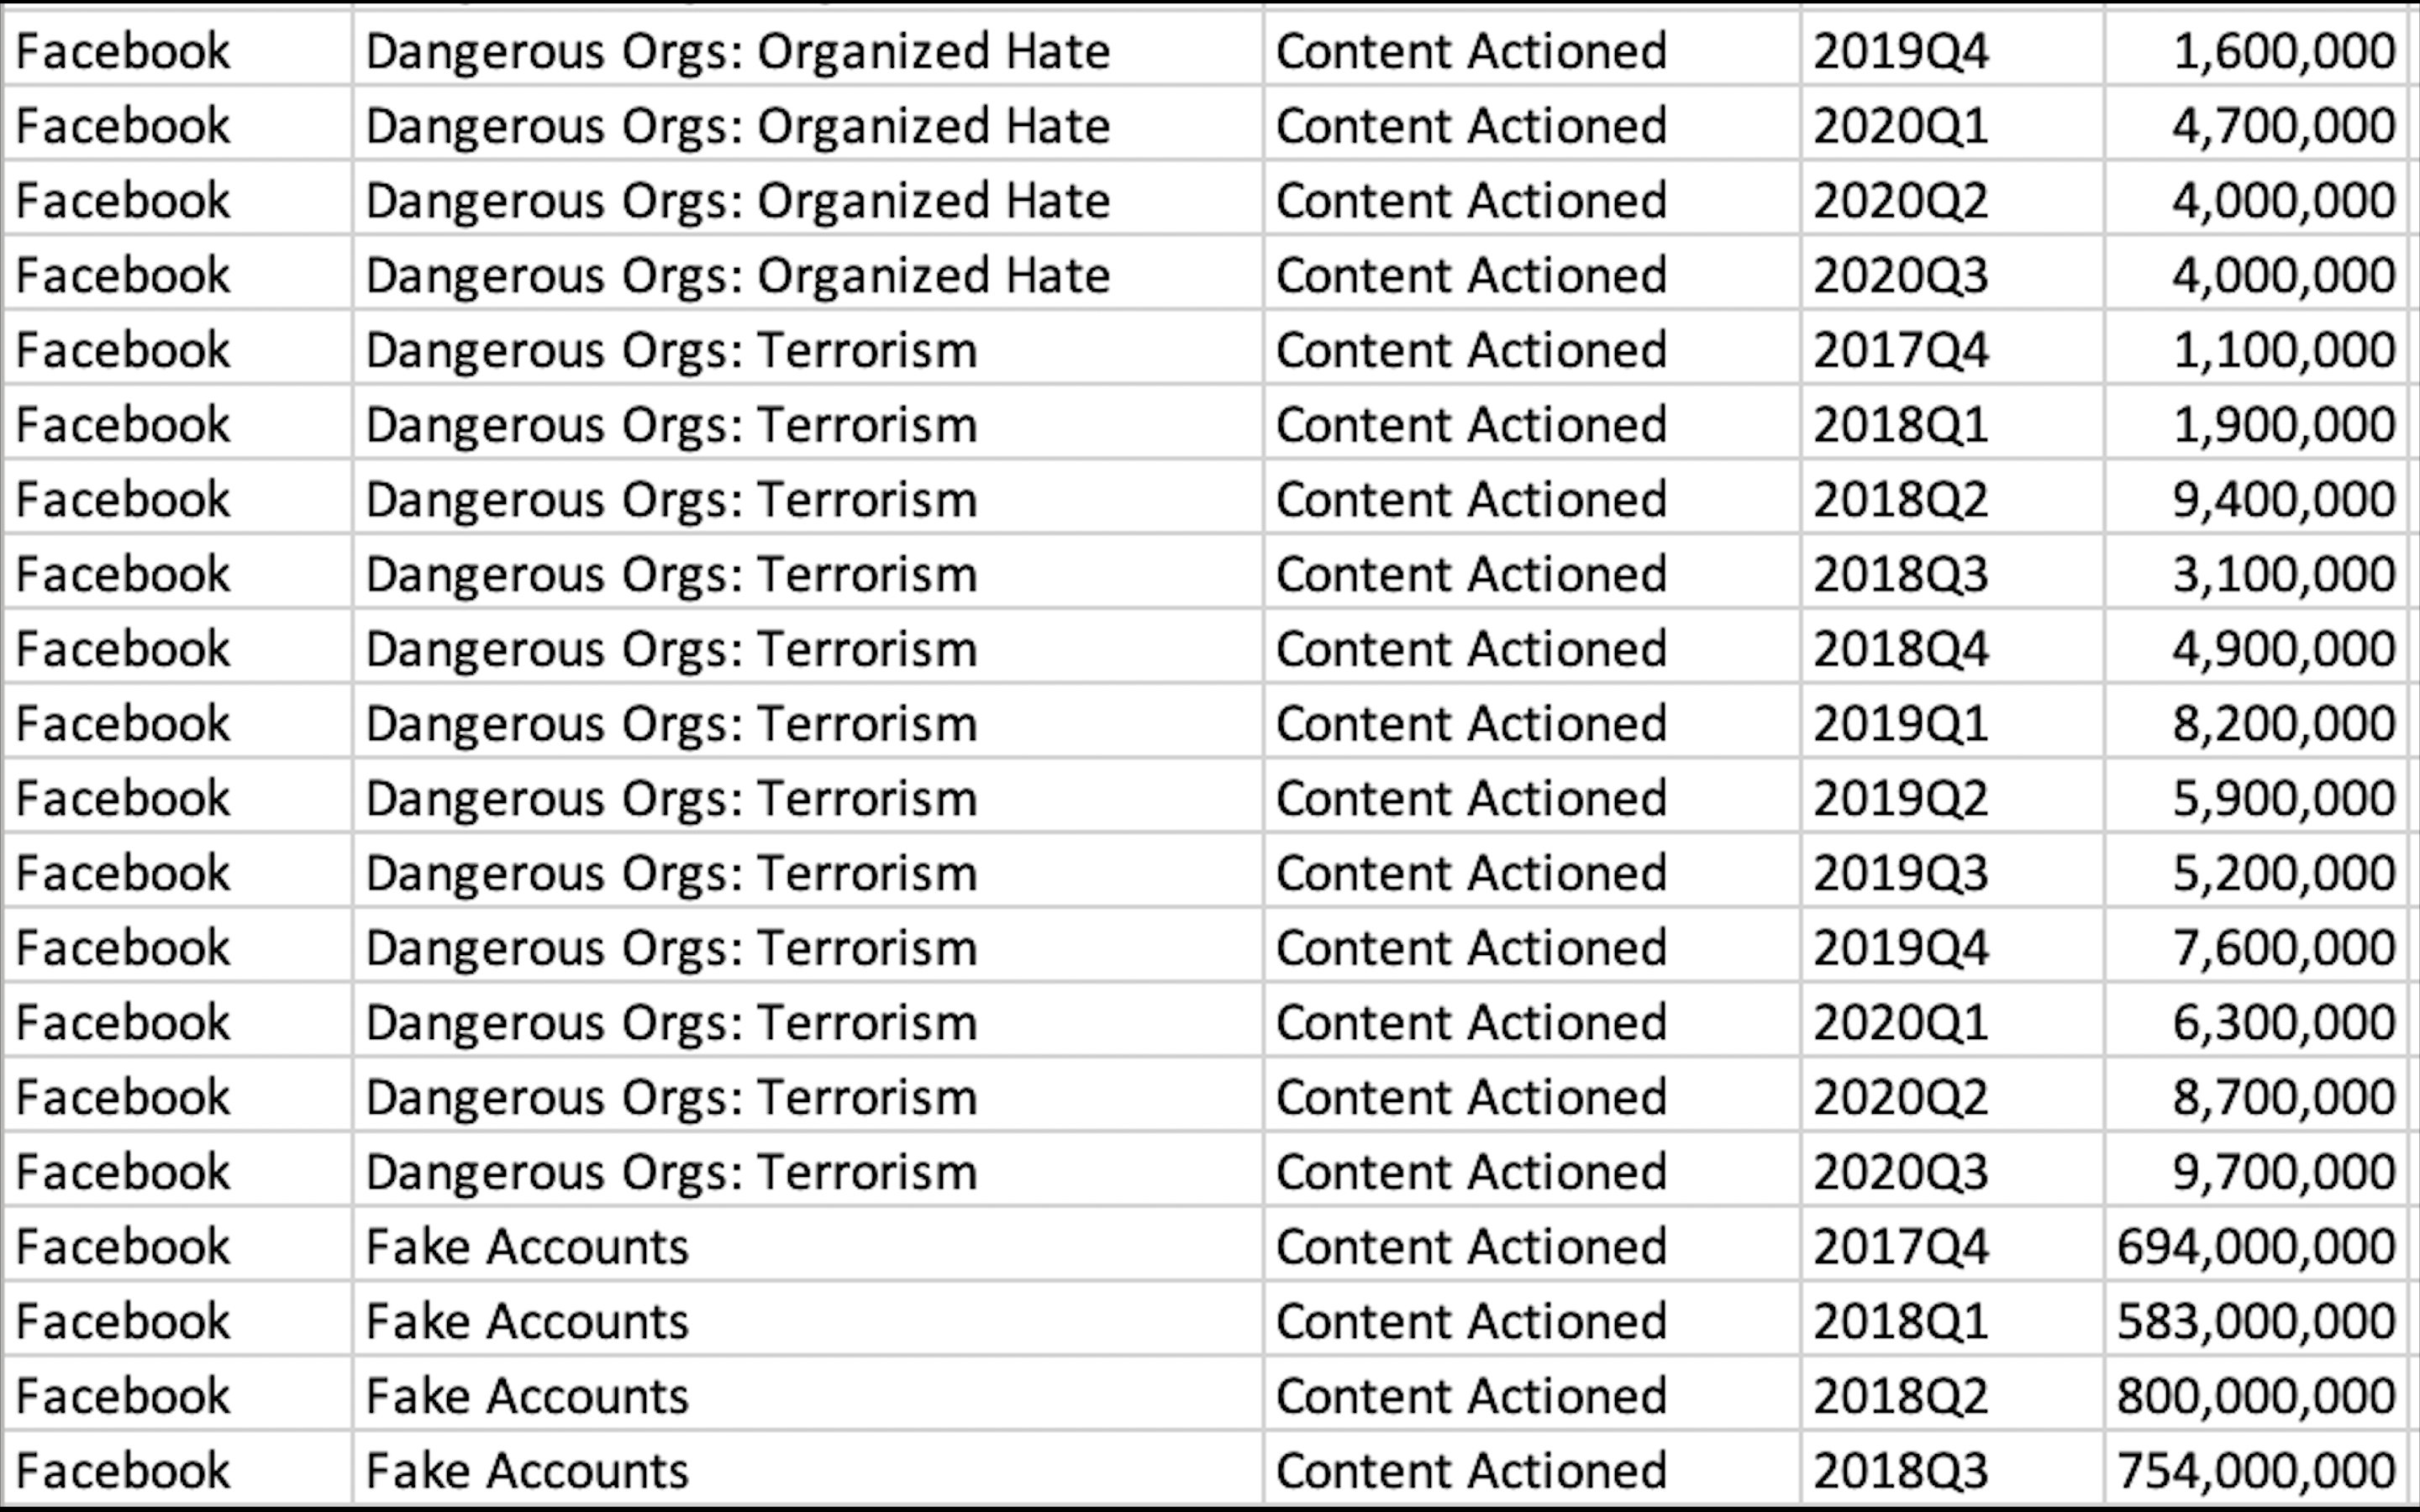 Facebook Dangerous Orgs: Organized Hate Content Actioned 2019Q4 1,600,000
Facebook Dangerous Orgs: Organized Hate Content Actioned 2020Q1 4,700,000
Facebook Dangerous Orgs: Organized Hate Content Actioned 2020Q2 4,000,000
Facebook Dangerous Orgs: Organized Hate Content Actioned 2020Q3 4,000,000
Facebook Dangerous Orgs: Terrorism Content Actioned 2017Q4 1,100,000
Facebook Dangerous Orgs: Terrorism Content Actioned 2018Q1 1,900,000
Facebook Dangerous Orgs: Terrorism Content Actioned 2018Q2 9,400,000
Facebook Dangerous Orgs: Terrorism Content Actioned 2018Q3 3,100,000
Facebook Dangerous Orgs: Terrorism Content Actioned 2018Q4 4,900,000
Facebook Dangerous Orgs: Terrorism Content Actioned 2019Q1 8,200,000
Facebook Dangerous Orgs: Terrorism Content Actioned 2019Q2 5,900,000
Facebook Dangerous Orgs: Terrorism Content Actioned 2019Q3 5,200,000
Facebook Dangerous Orgs: Terrorism Content Actioned 2019Q4 7,600,000
Facebook Dangerous Orgs: Terrorism Content Actioned 2020Q1 6,300,000
Facebook Dangerous Orgs: Terrorism Content Actioned 2020Q2 8,700,000
Facebook Dangerous Orgs: Terrorism Content Actioned 2020Q3 9,700,000
Facebook Fake Accounts Content Actioned 2017Q4 694,000,000
Facebook Fake Accounts Content Actioned 2018Q1 583,000,000
Facebook Fake Accounts Content Actioned 2018Q2 800,000,000
Facebook Fake Accounts Content Actioned 2018Q3 754,000,000